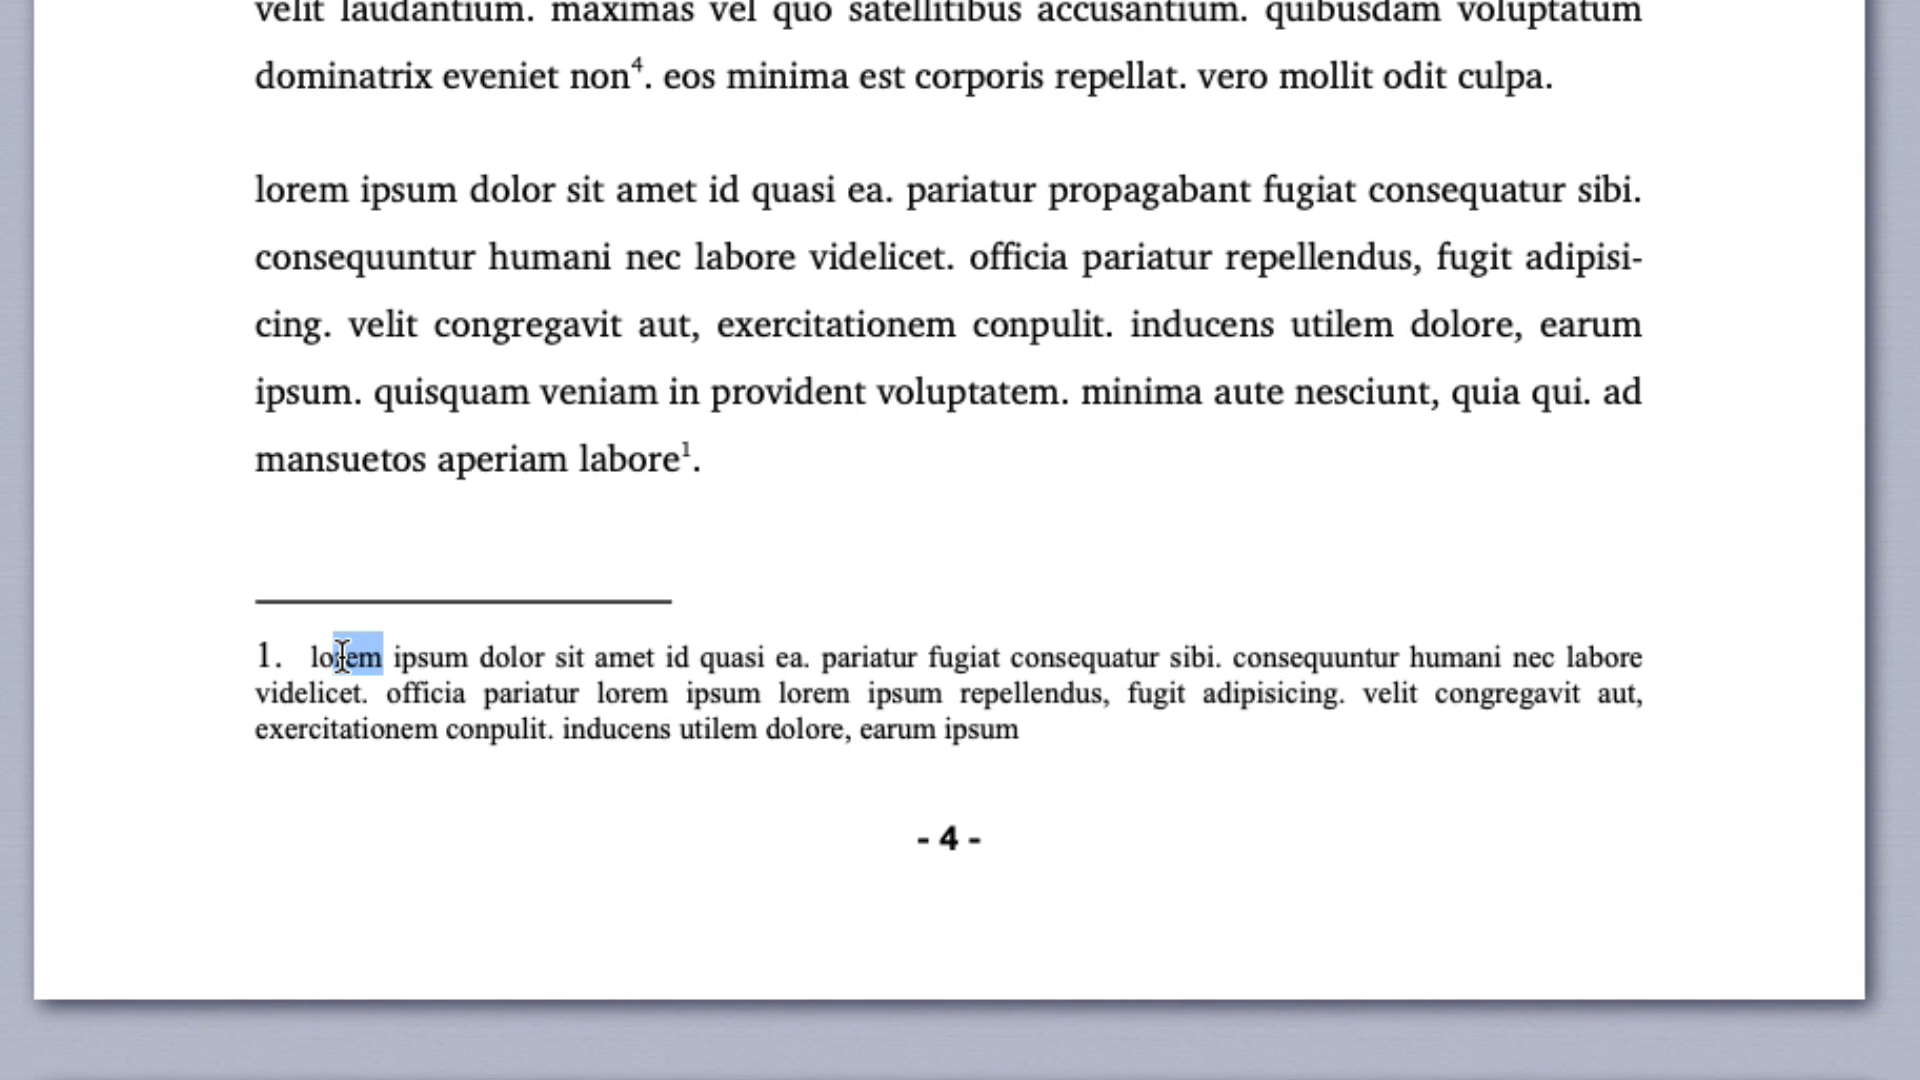 velit laudantium. maximas vel quo satellitibus accusantium. quibusdam voluptatum
dominatrix eveniet non⁴. eos minima est corporis repellat. vero mollit odit culpa.
lorem ipsum dolor sit amet id quasi ea. pariatur propagabant fugiat consequatur sibi.
consequuntur humani nec labore videlicet. officia pariatur repellendus, fugit adipisi-
cing. velit congregavit aut, exercitationem conpulit. inducens utilem dolore, earum
ipsum. quisquam veniam in provident voluptatem. minima aute nesciunt, quia qui. ad
mansuetos aperiam labore¹.
1. lorem ipsum dolor sit amet id quasi ea. pariatur fugiat consequatur sibi. consequuntur humani nec labore
videlicet. officia pariatur lorem ipsum lorem ipsum repellendus, fugit adipisicing. velit congregavit aut,
exercitationem conpulit. inducens utilem dolore, earum ipsum
- 4 -